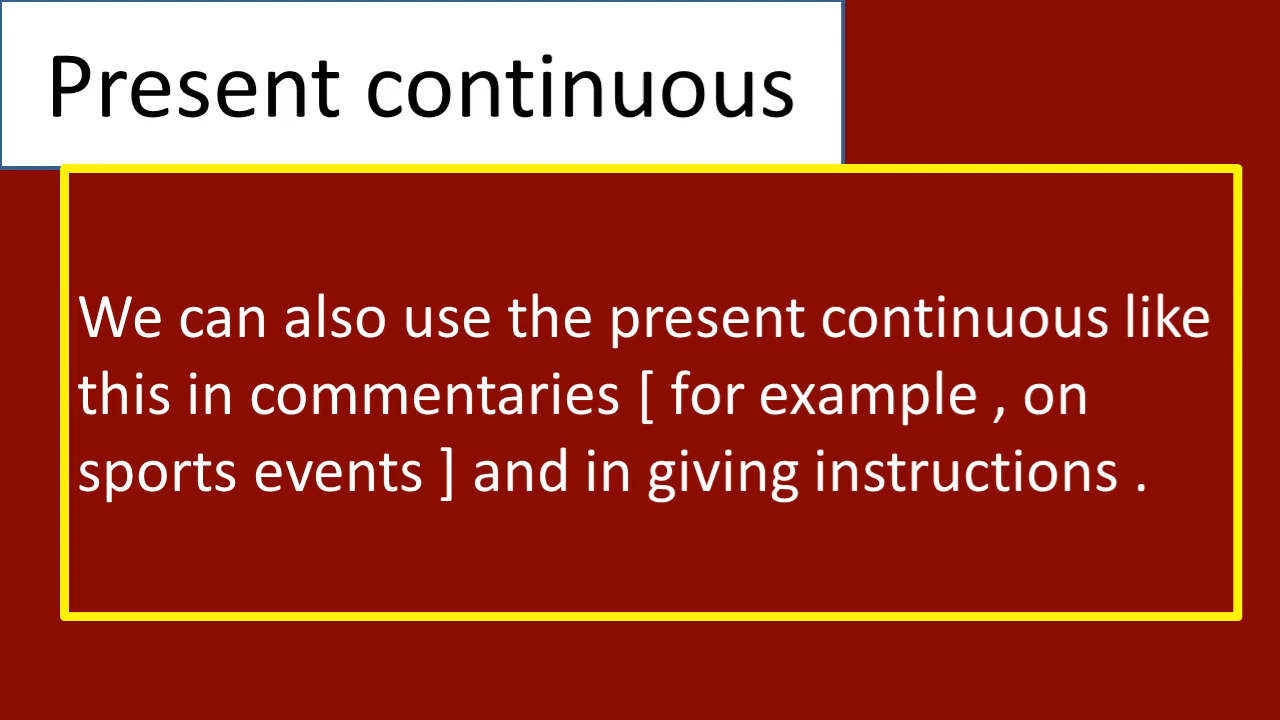 Present continuous
We can also use the present continuous like
this in commentaries [ for example , on
sports events ] and in giving instructions .